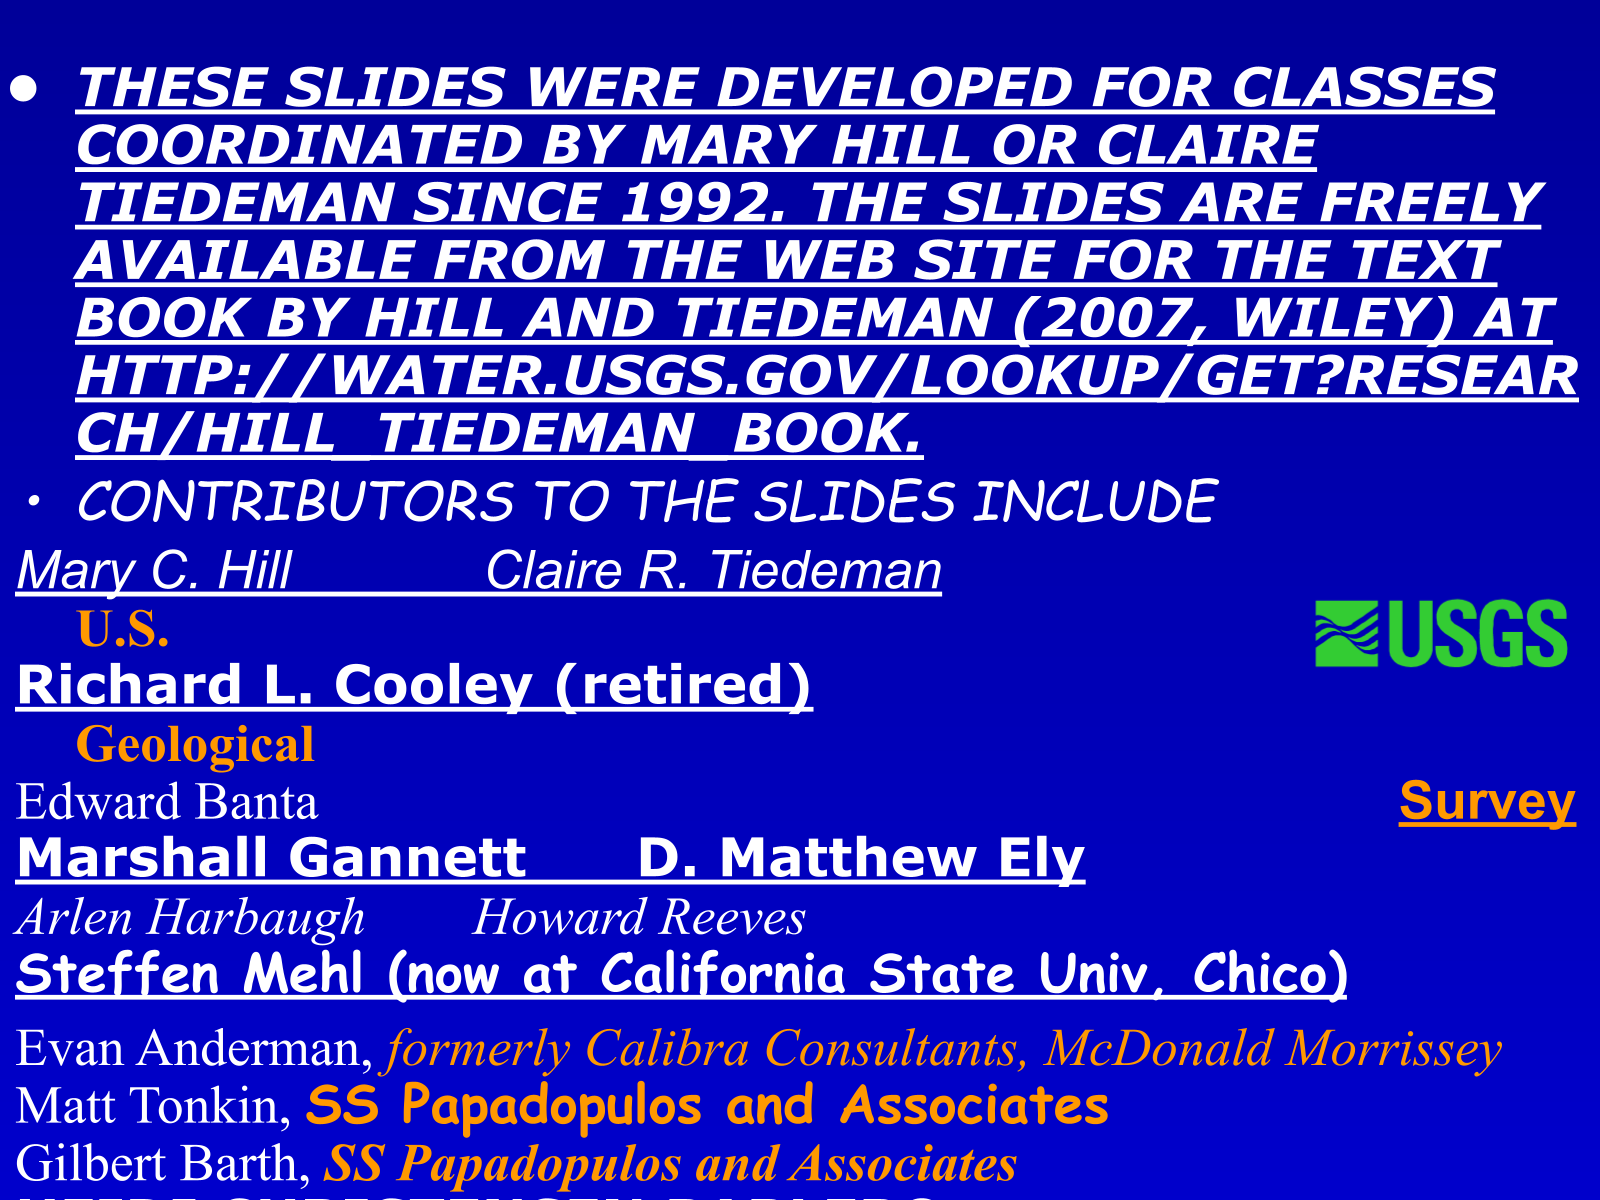 • THESE SLIDES WERE DEVELOPED FOR CLASSES
COORDINATED BY MARY HILL OR CLAIRE
TIEDEMAN SINCE 1992. THE SLIDES ARE FREELY
AVAILABLE FROM THE WEB SITE FOR THE TEXT
BOOK BY HILL AND TIEDEMAN (2007, WILEY) AT
HTTP://WATER.USGS.GOV/LOOKUP/GET?RESEAR
CH/HILL_TIEDEMAN_BOOK.
• CONTRIBUTORS TO THE SLIDES INCLUDE
Mary C. Hill Claire R. Tiedeman
U.S.
USGS
Richard L. Cooley (retired)
Geological
Edward Banta Survey
Marshall Gannett D. Matthew Ely
Arlen Harbaugh Howard Reeves
Steffen Mehl (now at California State Univ, Chico)
Evan Anderman, formerly Calibra Consultants, McDonald Morrissey
Matt Tonkin, SS Papadopulos and Associates
Gilbert Barth, SS Papadopulos and Associates